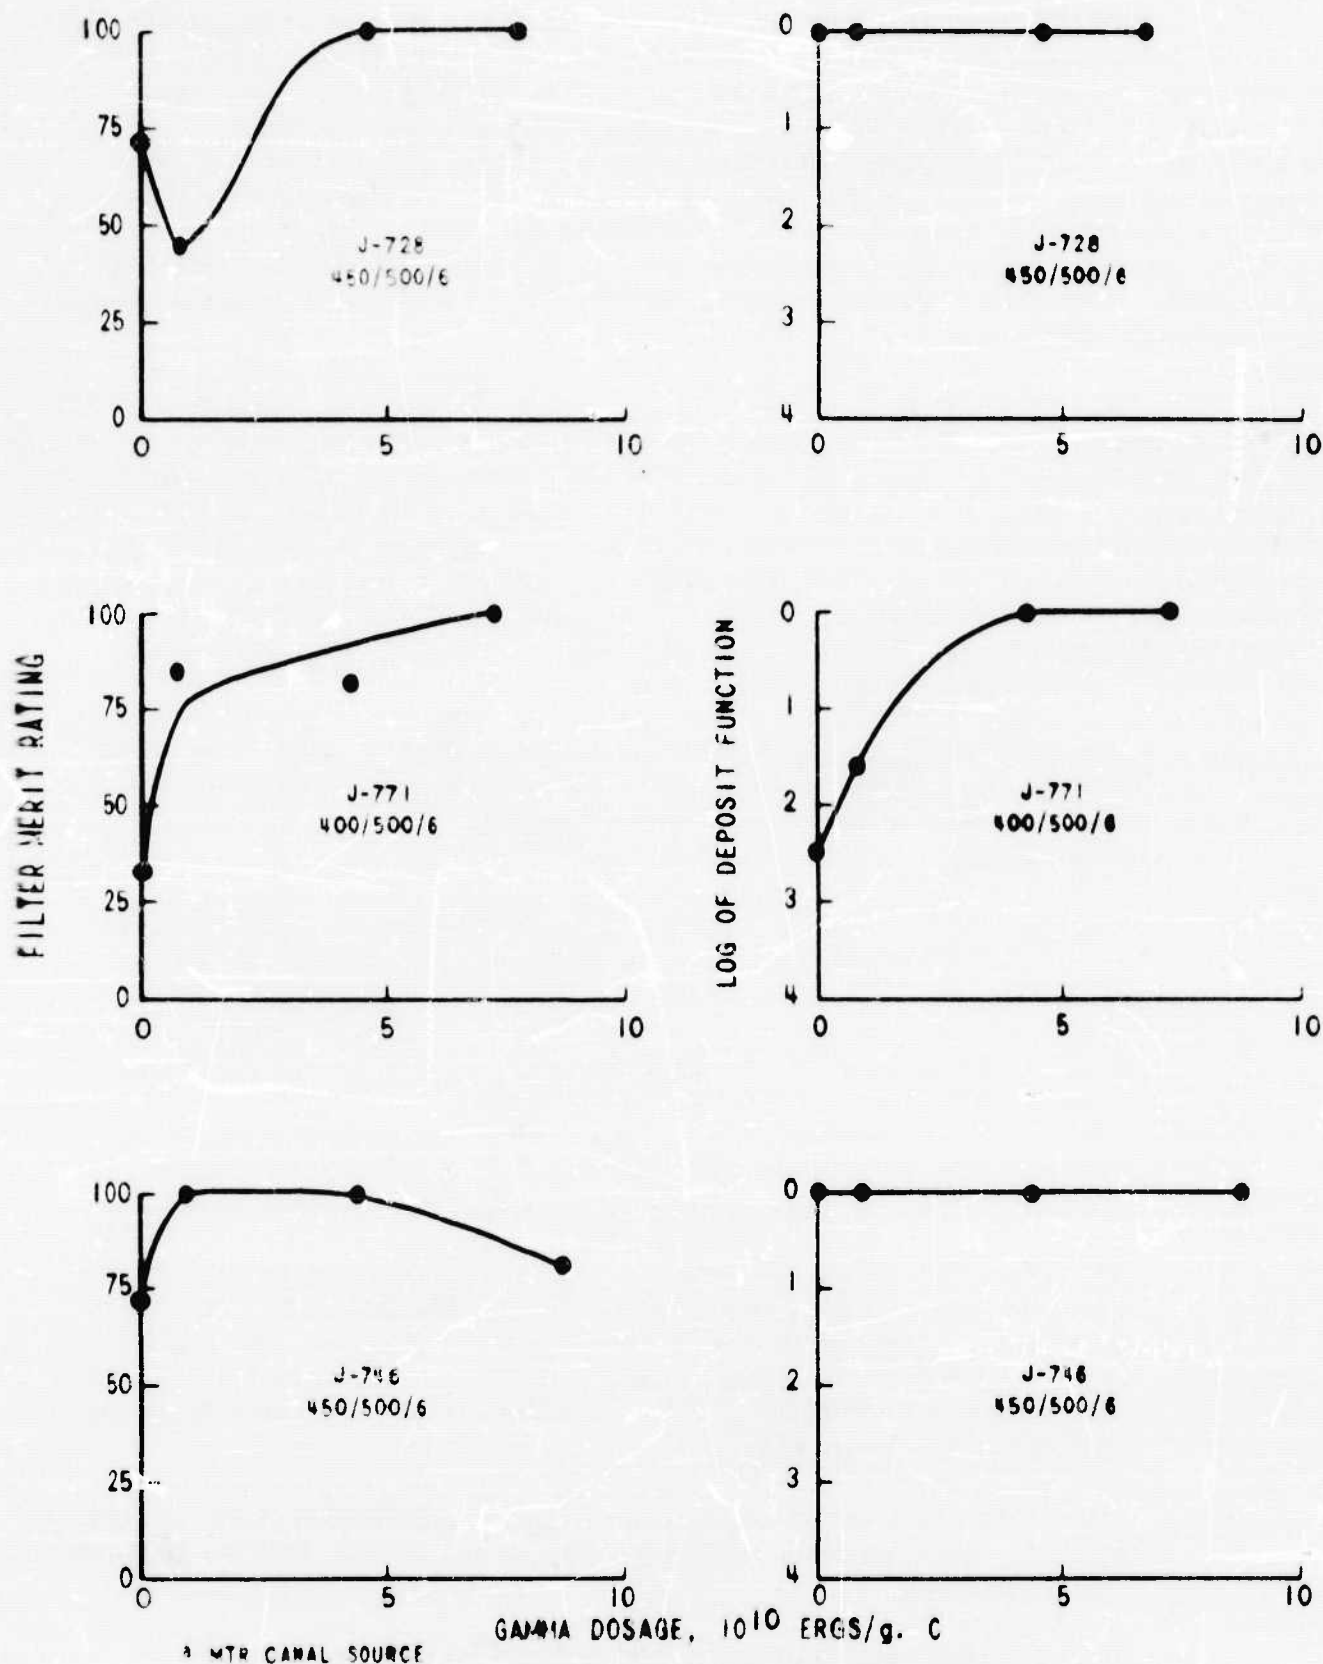 100
75
50
25
0
0 5 10
J-728
450/500/6
0
1
2
3
4
0 5 10
J-728
450/500/6
FILTER MERIT RATING
100
75
50
25
0
0 5 10
J-771
400/500/6
LOG OF DEPOSIT FUNCTION
0
1
2
3
4
0 5 10
J-771
400/500/6
100
75
50
25
0
0 5 10
J-746
450/500/6
0
1
2
3
4
0 5 10
J-746
450/500/6
GAMMA DOSAGE, 10¹⁰ ERGS/g. C
a MTR CANAL SOURCE